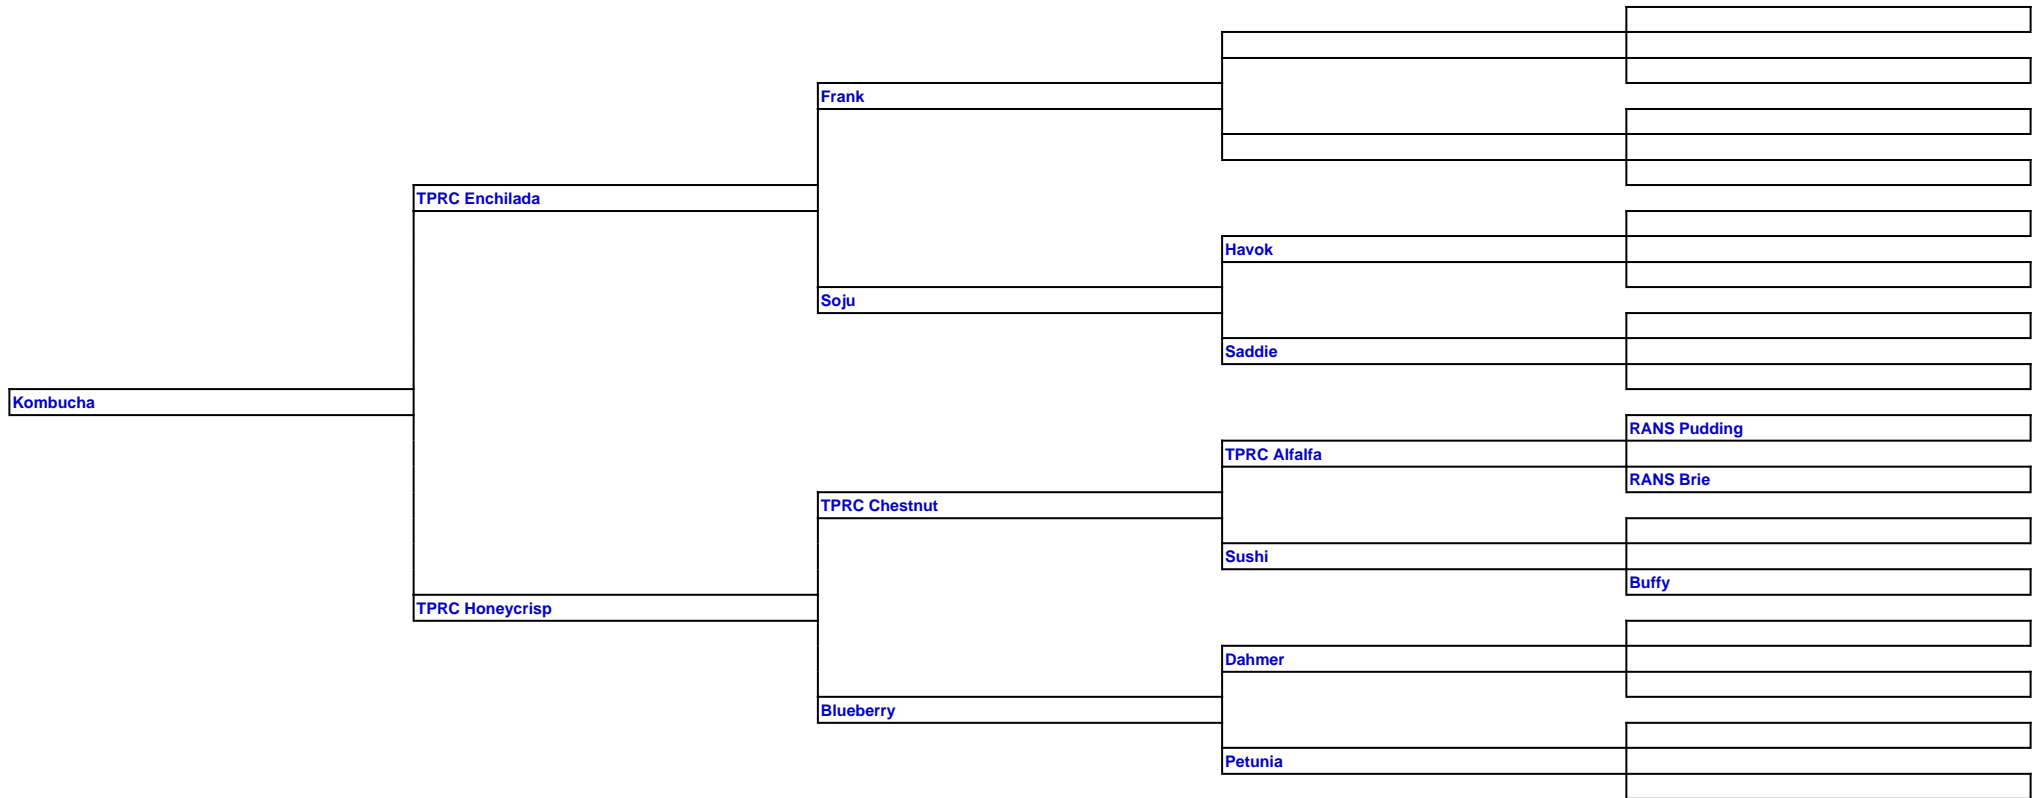 Frank
TPRC Enchilada
Havok
Soju
Saddie
Kombucha
RANS Pudding
TPRC Alfalfa
RANS Brie
TPRC Chestnut
Sushi
Buffy
TPRC Honeycrisp
Dahmer
Blueberry
Petunia